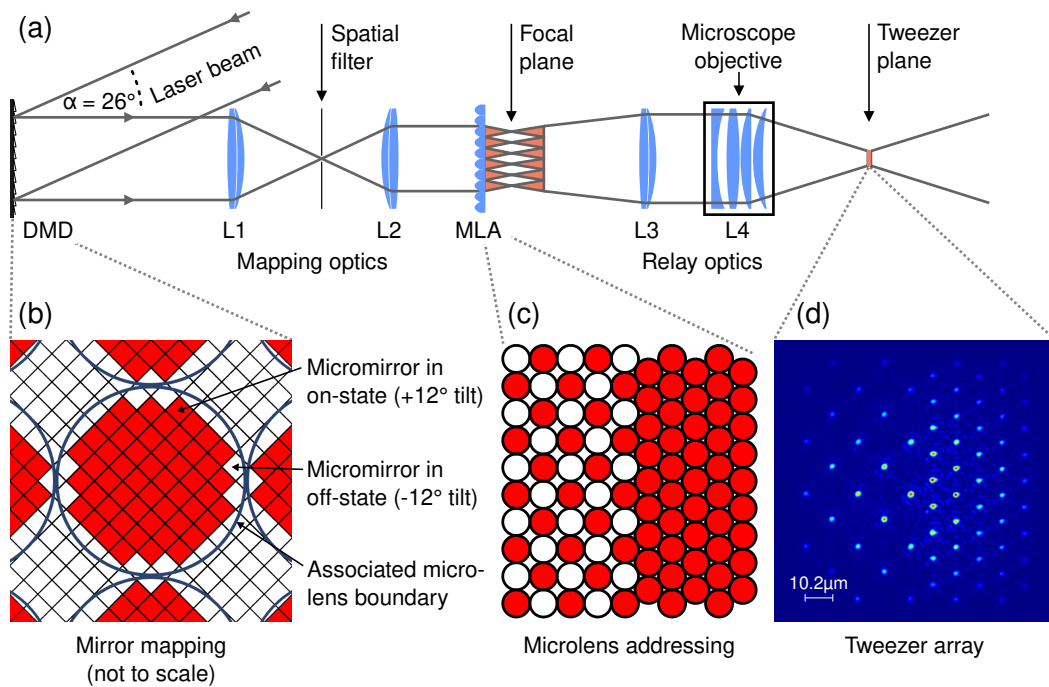 (a)
Spatial
filter
Focal
plane
Microscope
objective
Tweezer
plane
Laser beam
α = 26°
DMD
L1
L2
MLA
L3
L4
Mapping optics
Relay optics
(b)
Micromirror in
on-state (+12° tilt)
Micromirror in
off-state (-12° tilt)
Associated micro-
lens boundary
Mirror mapping
(not to scale)
(c)
Microlens addressing
(d)
10.2µm
Tweezer array